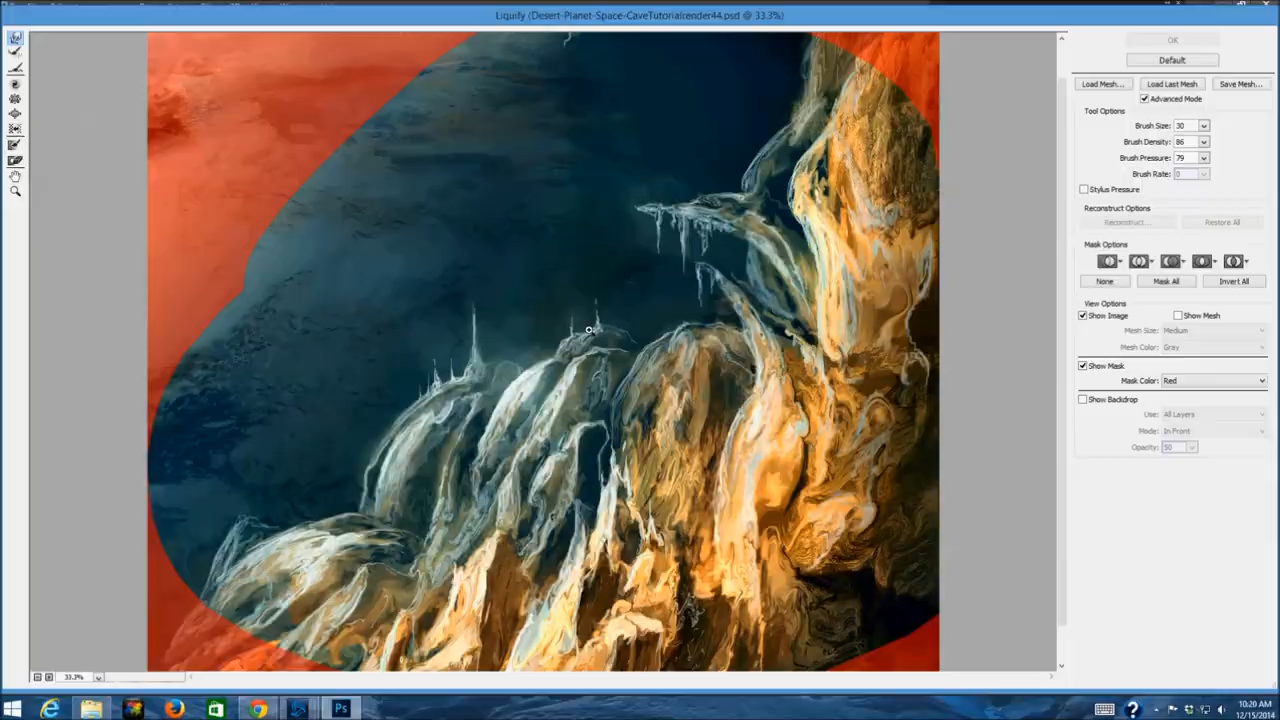 Liquify (Desert-Planet-Space-CaveTutorialrender44.psd @ 33.3%)
OK
Default
Load Mesh... Load Last Mesh Save Mesh...
Advanced Mode
Tool Options
Brush Size: 30
Brush Density: 86
Brush Pressure: 79
Brush Rate: 0
Stylus Pressure
Reconstruct Options
Reconstruct... Restore All
Mask Options
None Mask All Invert All
View Options
Show Image Show Mesh
Mesh Size: Medium
Mesh Color: Gray
Show Mask
Mask Color: Red
Show Backdrop
Use: All Layers
Mode: In Front
Opacity: 50
33.3%
Ps
10:20 AM
12/15/2014